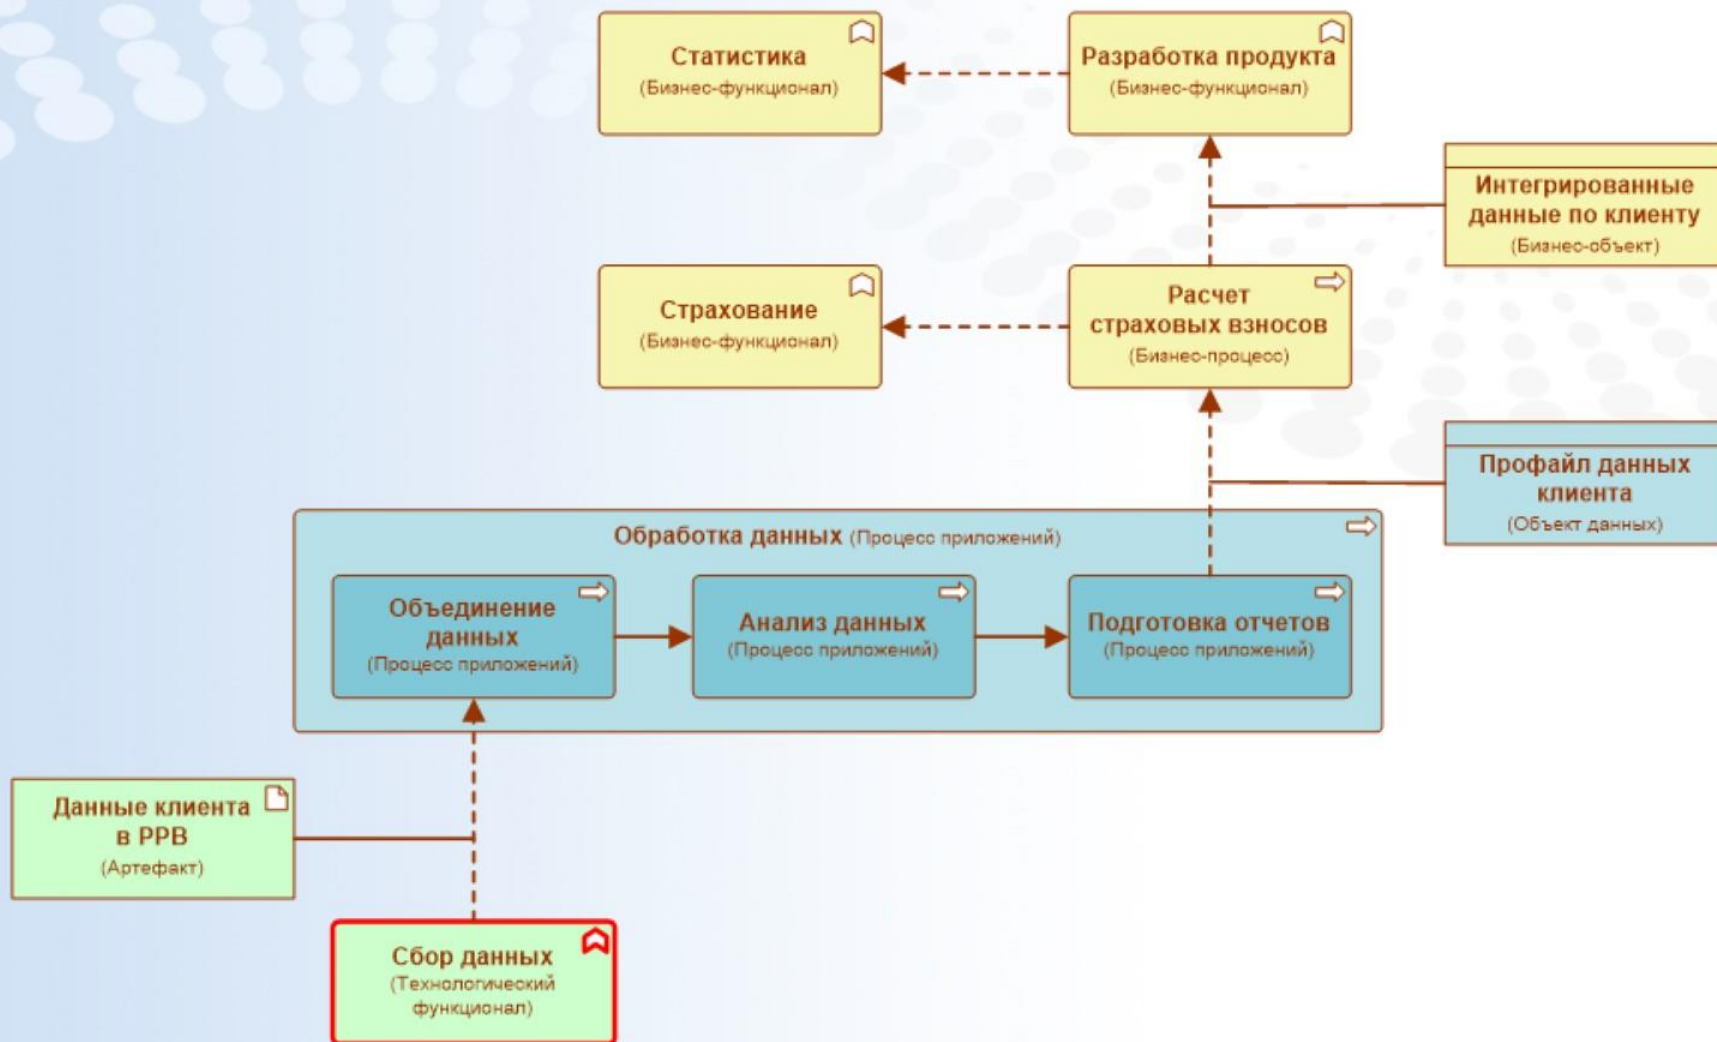 Статистика
(Бизнес-функционал)
Разработка продукта
(Бизнес-функционал)
Интегрированные
данные по клиенту
(Бизнес-объект)
Страхование
(Бизнес-функционал)
Расчет
страховых взносов
(Бизнес-процесс)
Профайл данных
клиента
(Объект данных)
Обработка данных (Процесс приложений)
Объединение
данных
(Процесс приложений)
Анализ данных
(Процесс приложений)
Подготовка отчетов
(Процесс приложений)
Данные клиента
в РРВ
(Артефакт)
Сбор данных
(Технологический
функционал)